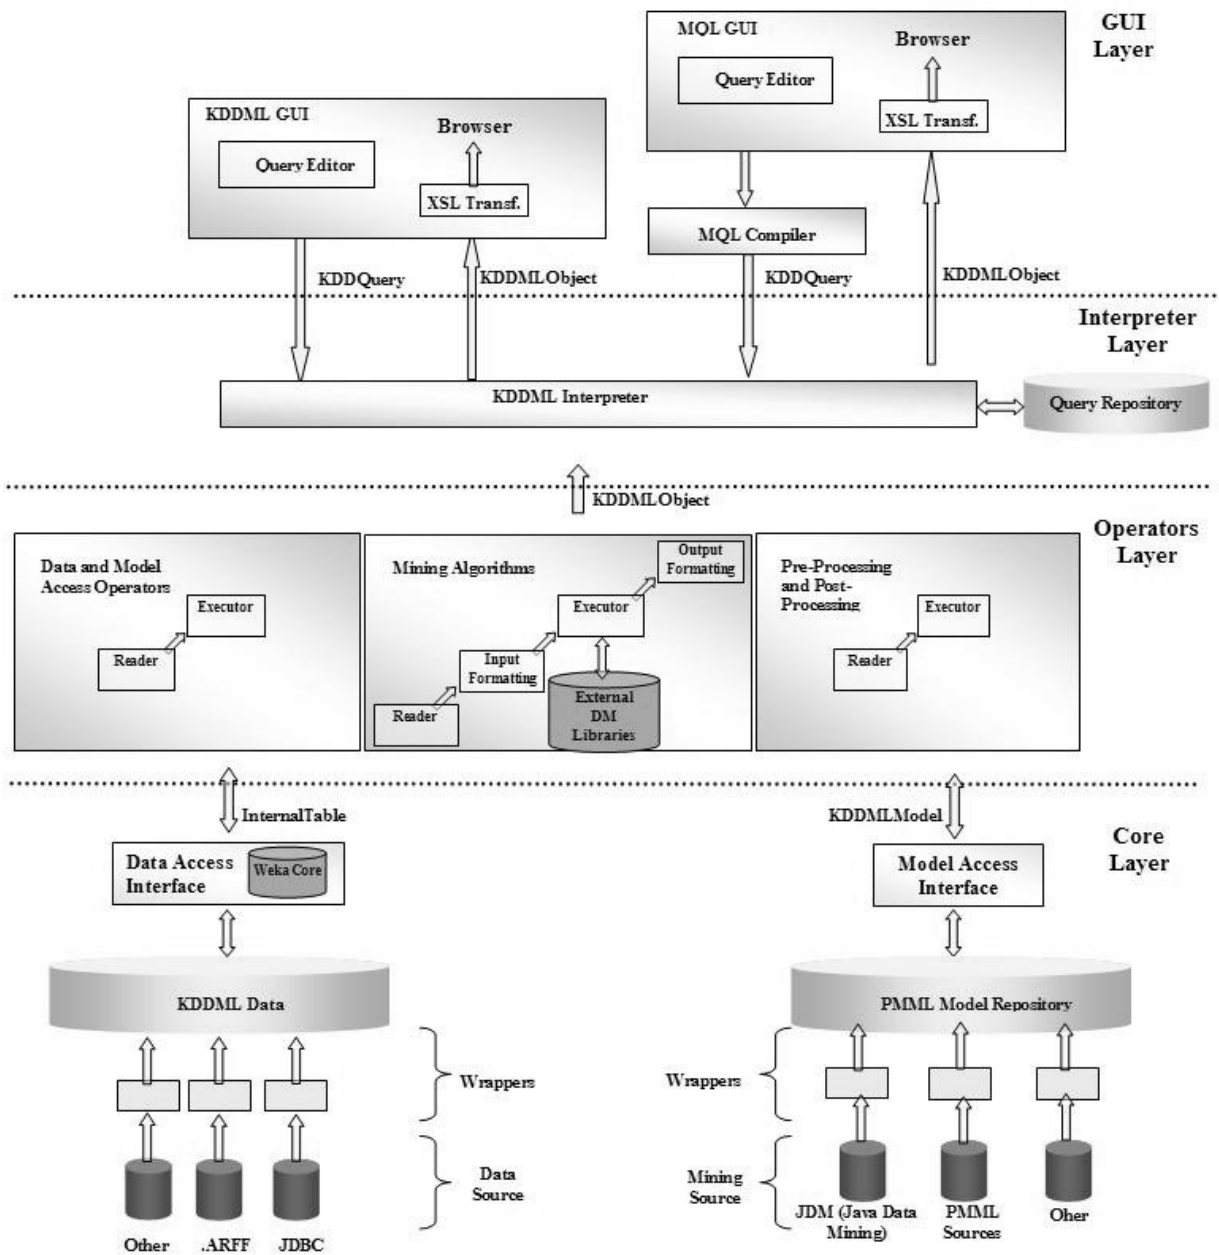 GUI
Layer
MQL GUI
Browser
Query Editor
XSL Transf.
KDDML GUI
Browser
Query Editor
XSL Transf.
MQL Compiler
KDDQuery
KDDMLObject
KDDQuery
KDDMLObject
Interpreter
Layer
KDDML Interpreter
Query Repository
KDDMLObject
Operators
Layer
Data and Model
Access Operators
Executor
Reader
Mining Algorithms
Output
Formatting
Executor
Input
Formatting
Reader
External
DM
Libraries
Pre-Processing
and Post-
Processing
Executor
Reader
InternalTable
KDDMLModel
Core
Layer
Data Access
Interface
Weka Core
Model Access
Interface
KDDML Data
PMML Model Repository
Wrappers
Wrappers
Data
Source
Mining
Source
Other
.ARFF
JDBC
JDM (Java Data
Mining)
PMML
Sources
Oher